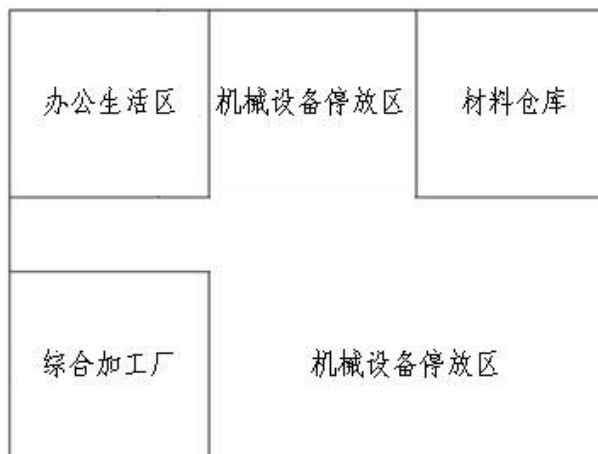 办公生活区
机械设备停放区
材料仓库
综合加工厂
机械设备停放区